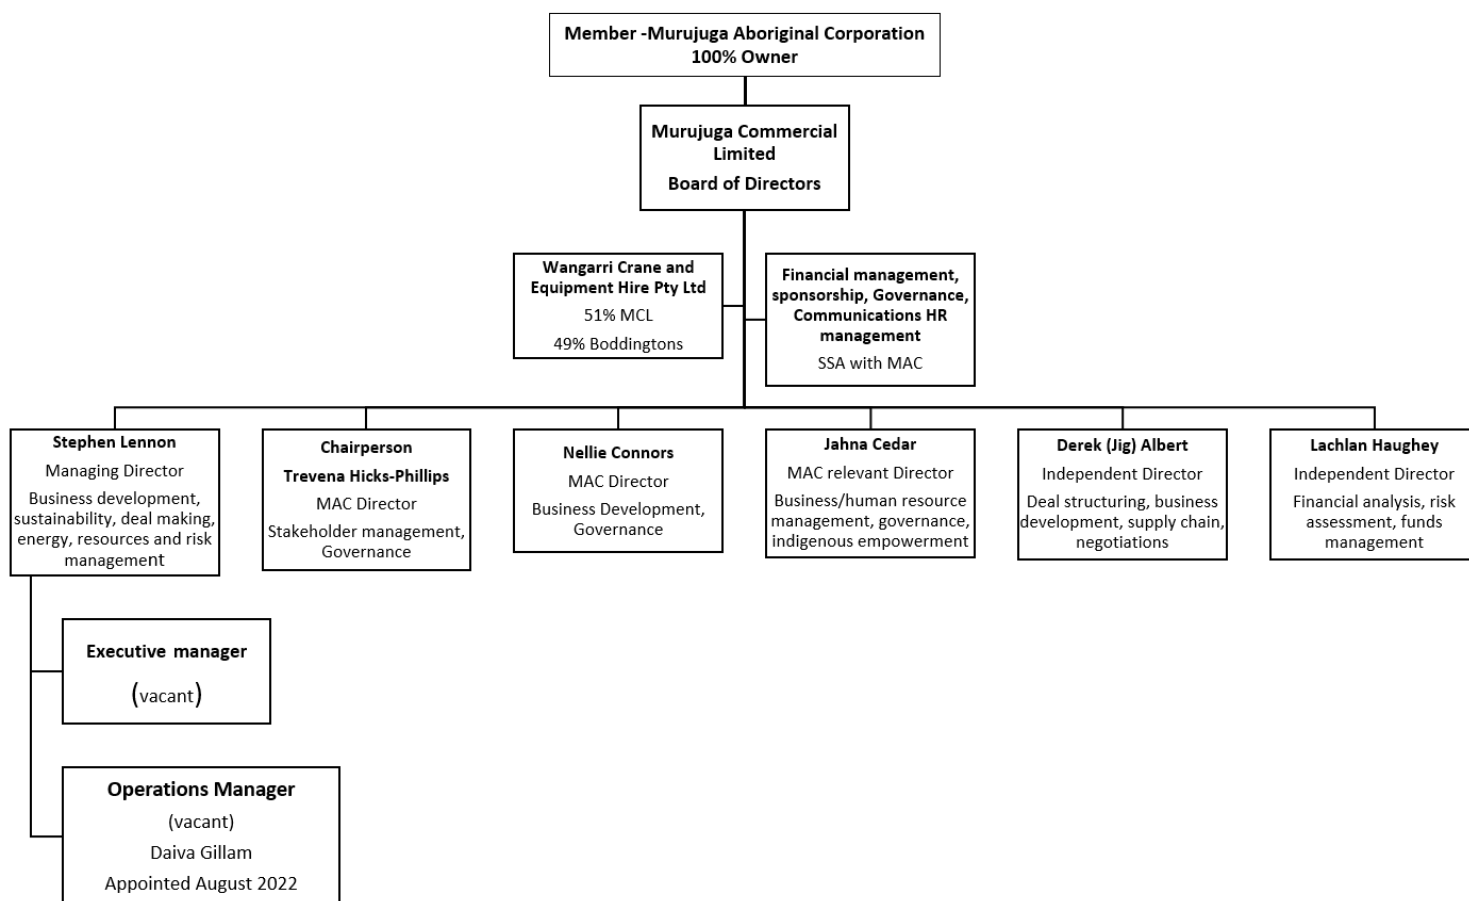 Member -Murujuga Aboriginal Corporation
100% Owner
Murujuga Commercial
Limited
Board of Directors
Wangarri Crane and
Equipment Hire Pty Ltd
51% MCL
49% Boddingtons
Financial management,
sponsorship, Governance,
Communications HR
management
SSA with MAC
Stephen Lennon
Managing Director
Business development,
sustainability, deal making,
energy, resources and risk
management
Chairperson
Trevena Hicks-Phillips
MAC Director
Stakeholder management,
Governance
Nellie Connors
MAC Director
Business Development,
Governance
Jahna Cedar
MAC relevant Director
Business/human resource
management, governance,
indigenous empowerment
Derek (Jig) Albert
Independent Director
Deal structuring, business
development, supply chain,
negotiations
Lachlan Haughey
Independent Director
Financial analysis, risk
assessment, funds
management
Executive manager
(vacant)
Operations Manager
(vacant)
Daiva Gillam
Appointed August 2022